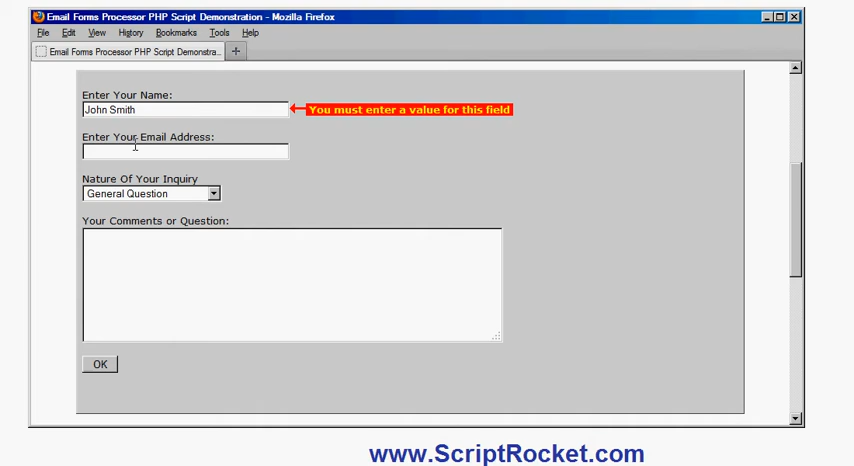 Email Forms Processor PHP Script Demonstration - Mozilla Firefox
File Edit View History Bookmarks Tools Help
Email Forms Processor PHP Script Demonstra... +
Enter Your Name:
John Smith You must enter a value for this field
Enter Your Email Address:
Nature Of Your Inquiry
General Question
Your Comments or Question:
OK
www.ScriptRocket.com